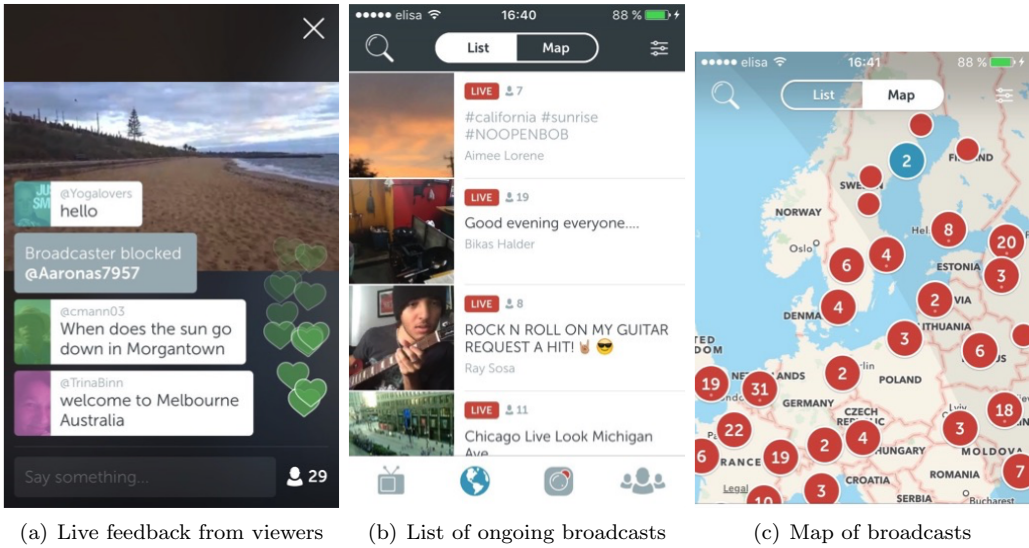 @Yogalovers
hello
Broadcaster blocked
@Aaronas7957
@cmann03
When does the sun go
down in Morgantown
@TrinaBinn
welcome to Melbourne
Australia
Say something...
29
(a) Live feedback from viewers
elisa 16:40 88 %
List Map
LIVE 7
#california #sunrise
#NOOPENBOB
Aimee Lorene
LIVE 19
Good evening everyone....
Bikas Halder
LIVE 8
ROCK N ROLL ON MY GUITAR
REQUEST A HIT! 🤘 😎
Ray Sosa
LIVE 11
Chicago Live Look Michigan
Ave
(b) List of ongoing broadcasts
elisa 16:41 88 %
List Map
2
NORWAY
Oslo
8
20
6
4
ESTONIA
3
4
2
3
6
2
POLAND
19
31
GERMANY
CZECH
18
22
3
6
RANCE
19
2
4
HUNGARY
MOLDOVA
7
Legal
CROATIA
ROMANIA
10
3
SERBIA
Bucharest
(c) Map of broadcasts